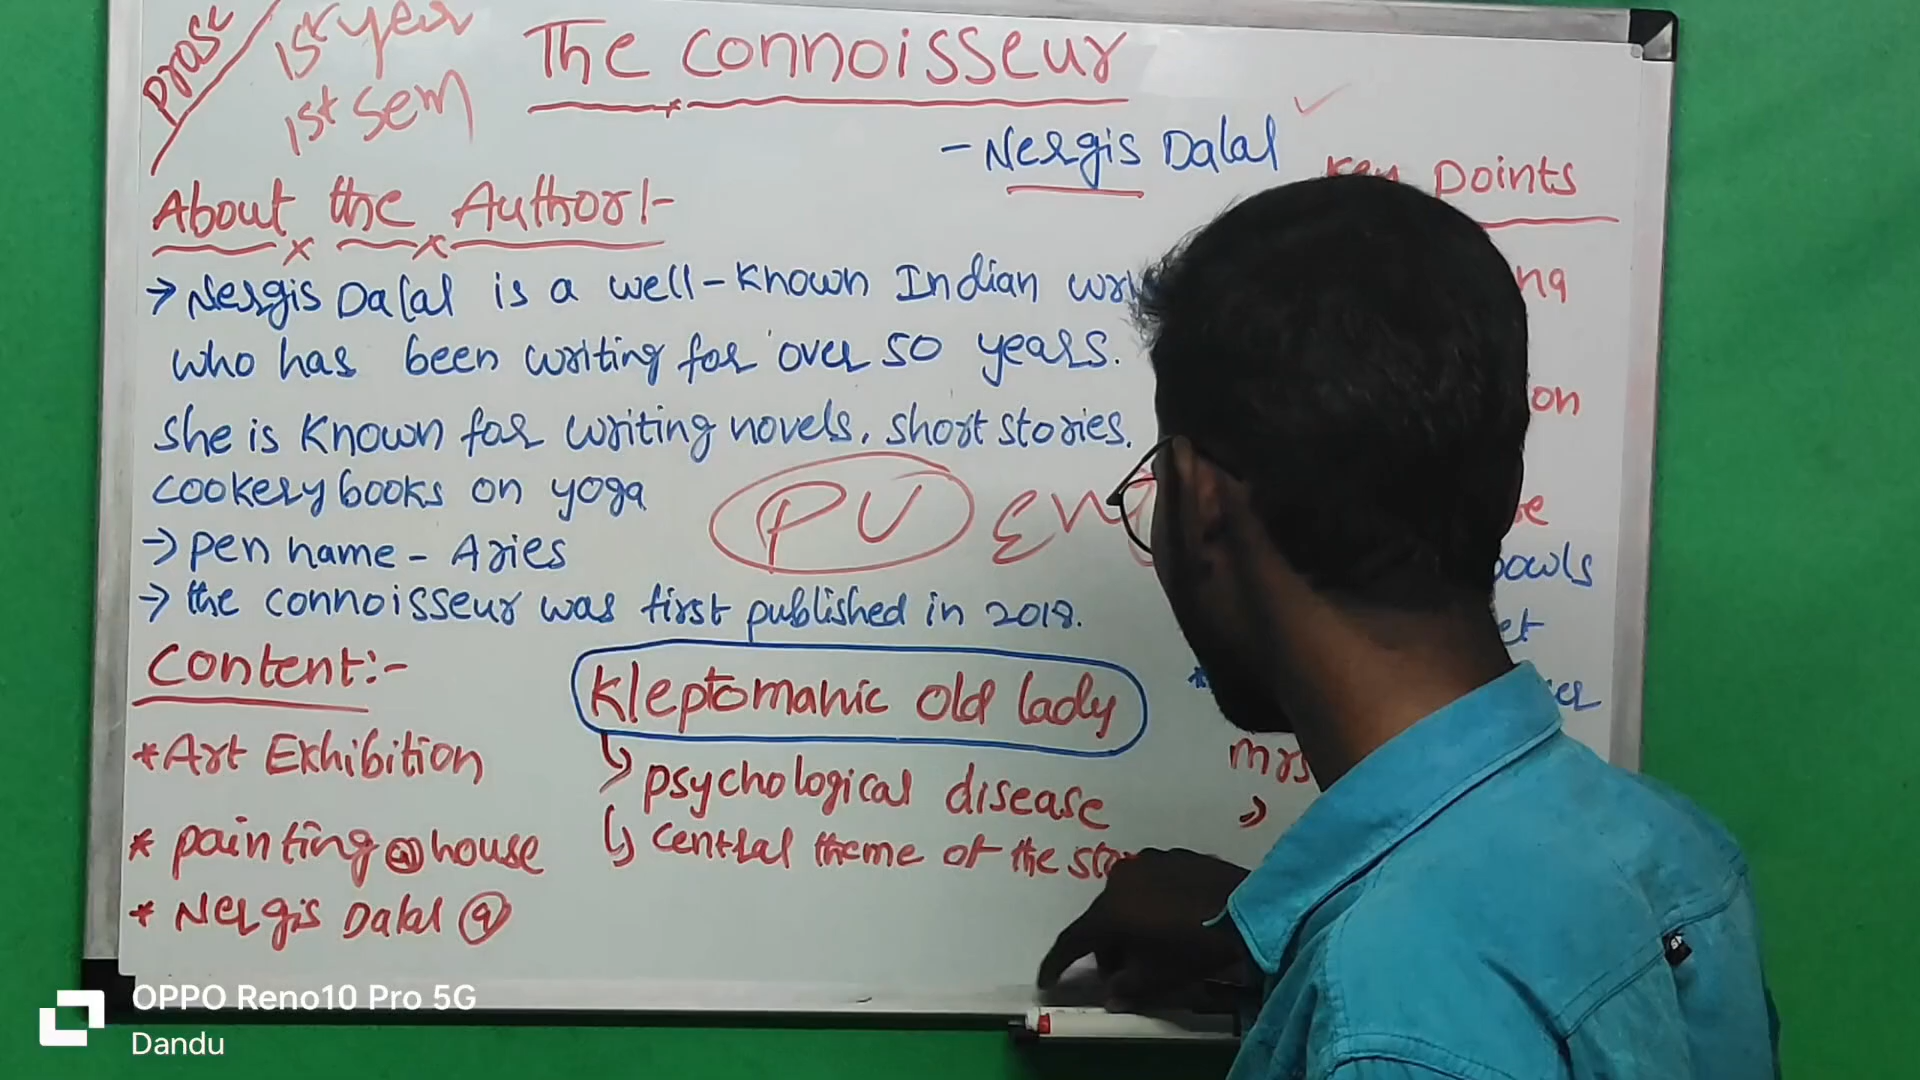 Prose
1st year
1st sem
The Connoisseur
- Nergis Dalal
Key Points
About the Author :-
→ Nergis Dalal is a well-known Indian
who has been writing for over 50 years.
she is known for writing novels, short stories,
cookery books on yoga
PU
→ pen name - Aries
→ the connoisseur was first published in 2018.
Content :-
kleptomanic old lady
* Art Exhibition
psychological disease
* painting @ house
central theme of the
* Nergis Dalal @
bowls
Mrs
OPPO Reno10 Pro 5G
Dandu